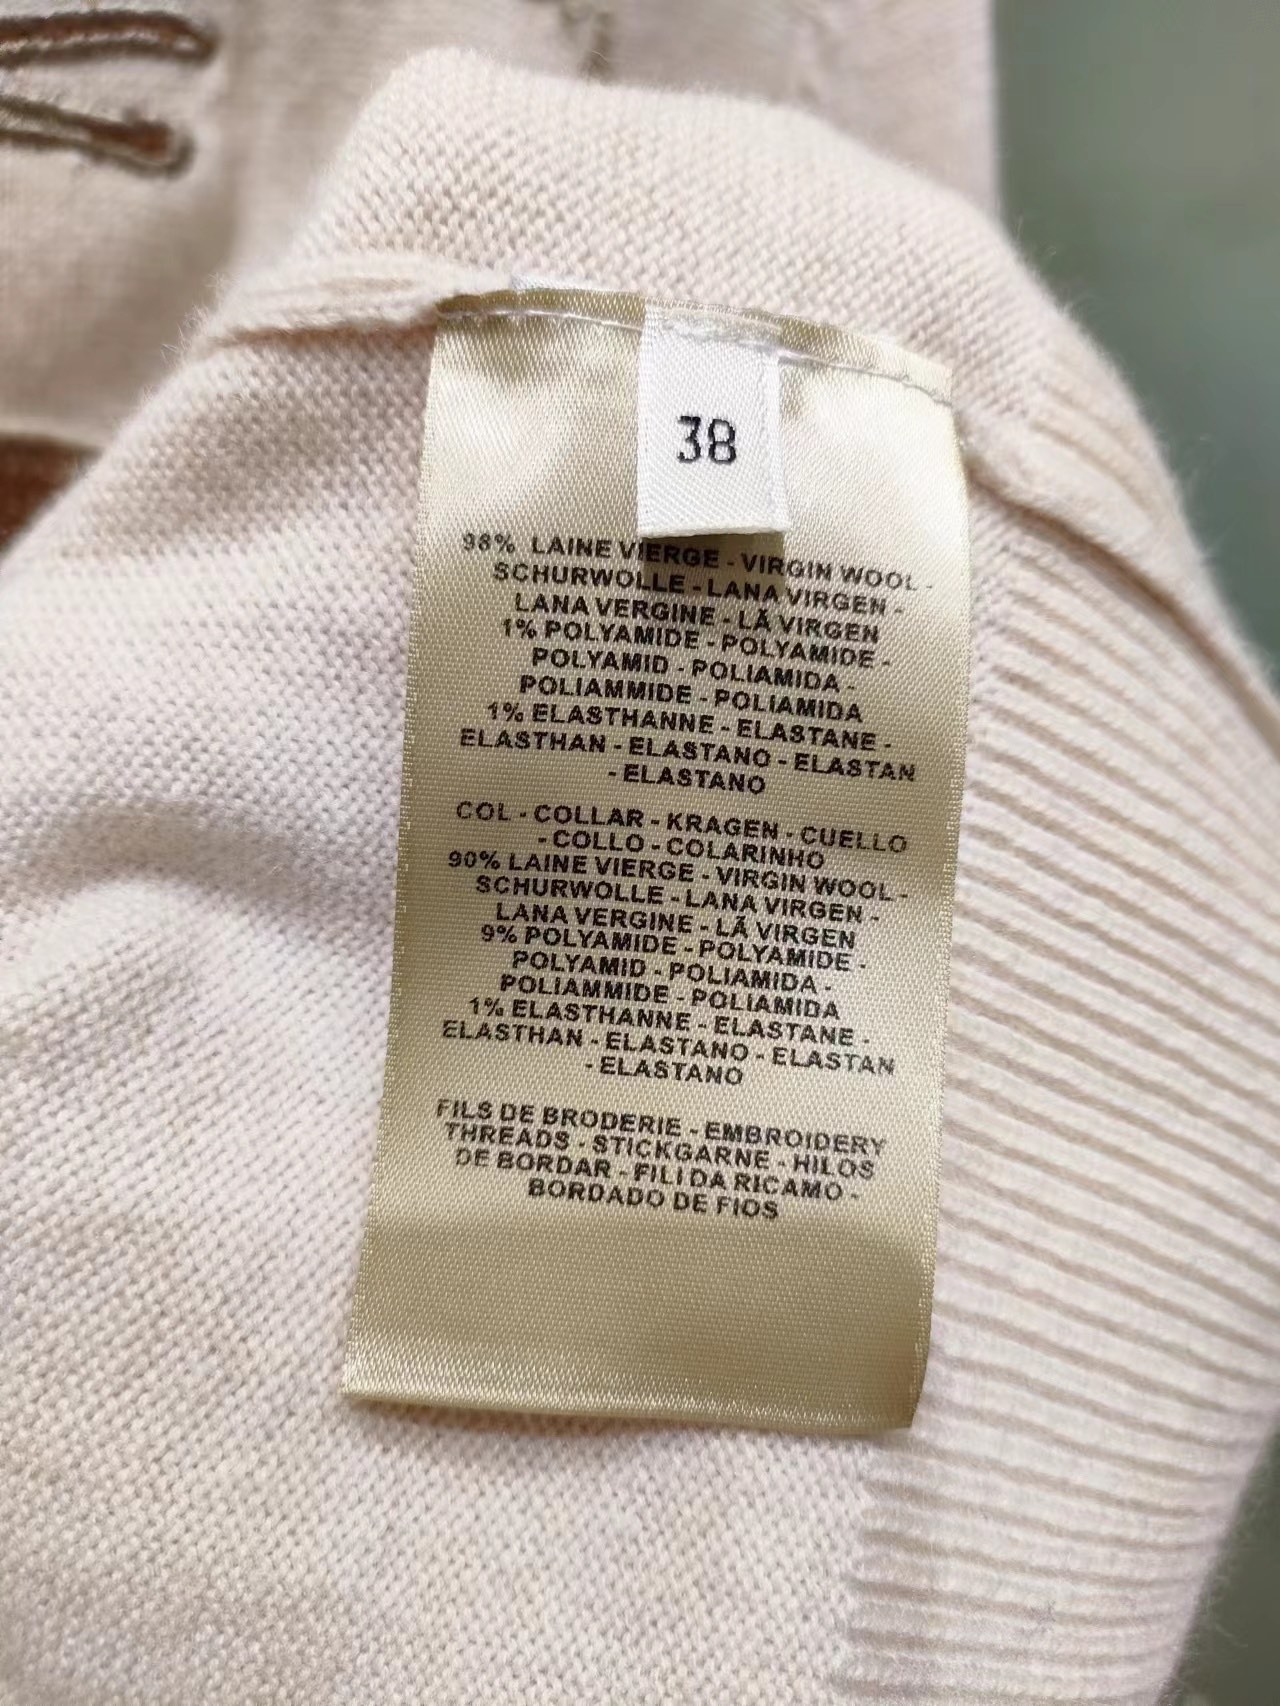 38
98% LAINE VIERGE - VIRGIN WOOL -
SCHURWOLLE - LANA VIRGEN -
LANA VERGINE - LÃ VIRGEN
1% POLYAMIDE - POLYAMIDE -
POLYAMID - POLIAMIDA -
POLIAMMIDE - POLIAMIDA
1% ELASTHANNE - ELASTANE -
ELASTHAN - ELASTANO - ELASTAN
- ELASTANO
COL - COLLAR - KRAGEN - CUELLO
- COLLO - COLARINHO
90% LAINE VIERGE - VIRGIN WOOL -
SCHURWOLLE - LANA VIRGEN -
LANA VERGINE - LÃ VIRGEN
9% POLYAMIDE - POLYAMIDE -
POLYAMID - POLIAMIDA -
POLIAMMIDE - POLIAMIDA
1% ELASTHANNE - ELASTANE -
ELASTHAN - ELASTANO - ELASTAN
- ELASTANO
FILS DE BRODERIE - EMBROIDERY
THREADS - STICKGARNE - HILOS
DE BORDAR - FILI DA RICAMO -
BORDADO DE FIOS